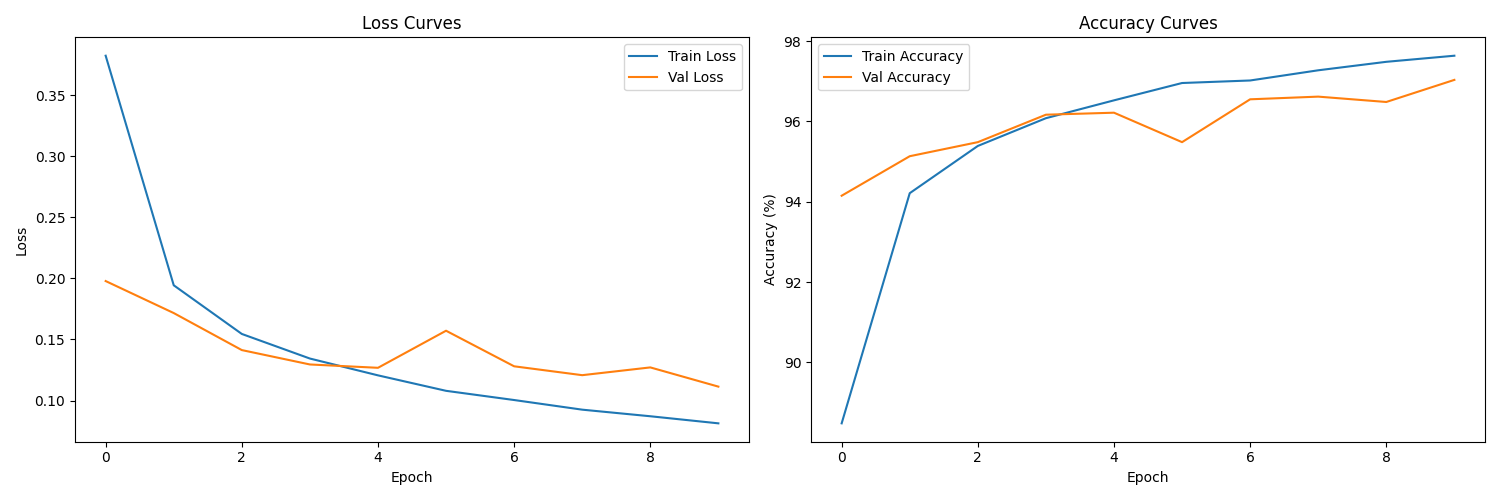 Loss Curves
Train Loss
Val Loss
0.35
0.30
0.25
0.20
0.15
0.10
Loss
0 2 4 6 8
Epoch
Accuracy Curves
Train Accuracy
Val Accuracy
98
96
94
92
90
Accuracy (%)
0 2 4 6 8
Epoch